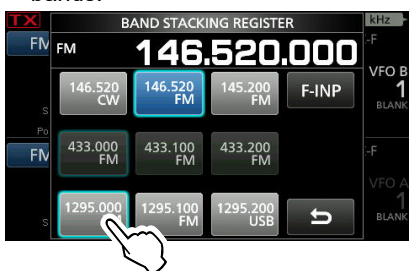 bands.
TX BAND STACKING REGISTER kHz
FM FM 146.520.000 -F
VFO B
146.520 146.520 145.200 F-INP 1
CW FM FM BLANK
S
Po
433.000 433.100 433.200
FM FM FM FM -F
VFO A
1295.000 1295.100 1295.200 1
FM USB BLANK
S